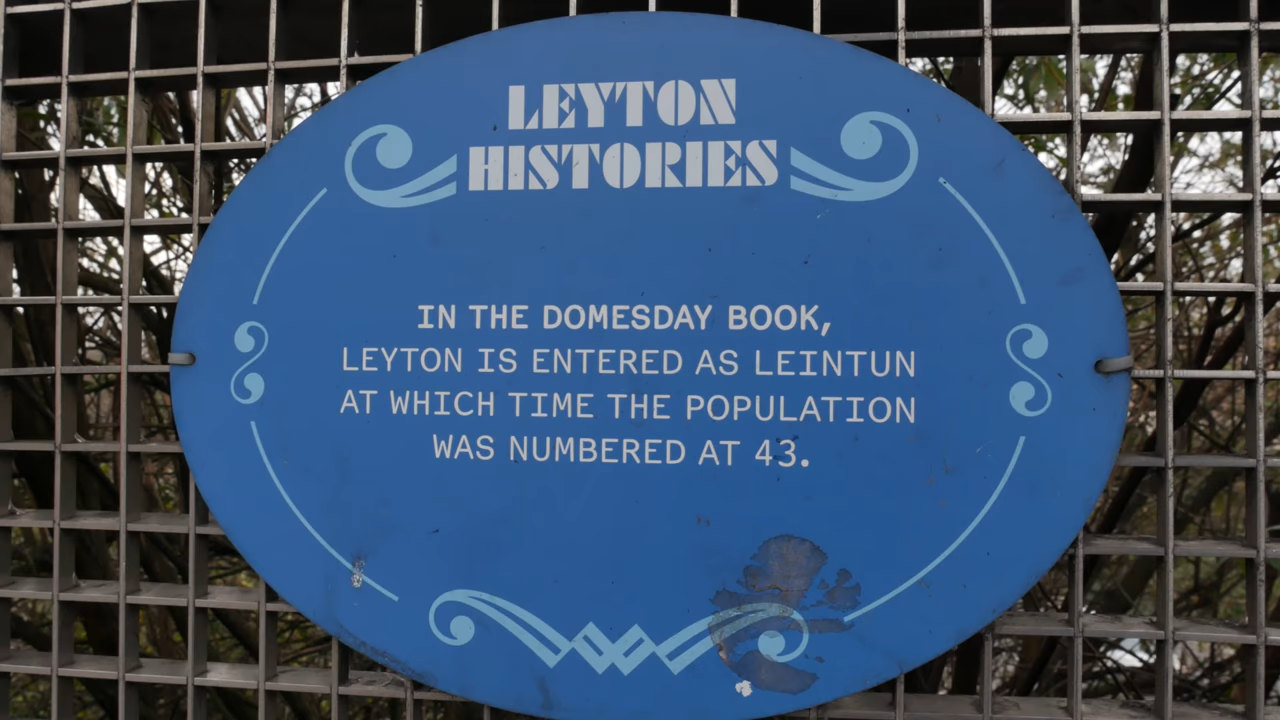 LEYTON
HISTORIES
IN THE DOMESDAY BOOK,
LEYTON IS ENTERED AS LEINTUN
AT WHICH TIME THE POPULATION
WAS NUMBERED AT 43.